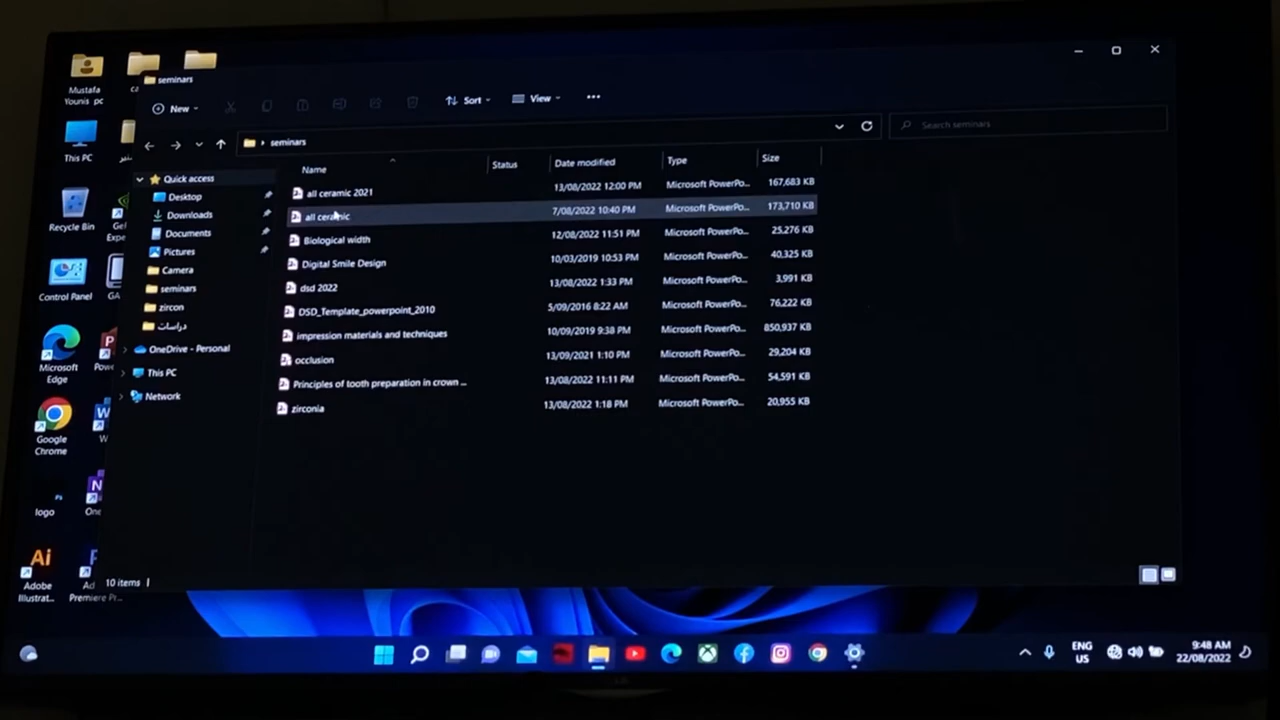 Mustafa
Younis pc
This PC
Recycle Bin
Control Panel
Microsoft
Edge
Google
Chrome
logo
Adobe
Illustrat...
Premiere Pr...
seminars
New
Sort
View
seminars
Search seminars
Quick access
Desktop
Downloads
Documents
Pictures
Camera
seminars
zircon
دراسات
OneDrive - Personal
This PC
Network
Name Status Date modified Type Size
all ceramic 2021 13/08/2022 12:00 PM Microsoft PowerPo... 167,683 KB
all ceramic 7/08/2022 10:40 PM Microsoft PowerPo... 173,710 KB
Biological width 12/08/2022 11:51 PM Microsoft PowerPo... 25,276 KB
Digital Smile Design 10/03/2019 10:53 PM Microsoft PowerPo... 40,325 KB
dsd 2022 13/08/2022 1:33 PM Microsoft PowerPo... 3,991 KB
DSD_Template_powerpoint_2010 5/09/2016 8:22 AM Microsoft PowerPo... 76,222 KB
impression materials and techniques 10/09/2019 9:38 PM Microsoft PowerPo... 850,937 KB
occlusion 13/09/2021 1:10 PM Microsoft PowerPo... 29,204 KB
Principles of tooth preparation in crown ... 13/08/2022 11:11 PM Microsoft PowerPo... 54,591 KB
zirconia 13/08/2022 1:18 PM Microsoft PowerPo... 20,955 KB
10 items
ENG
US
9:48 AM
22/08/2022